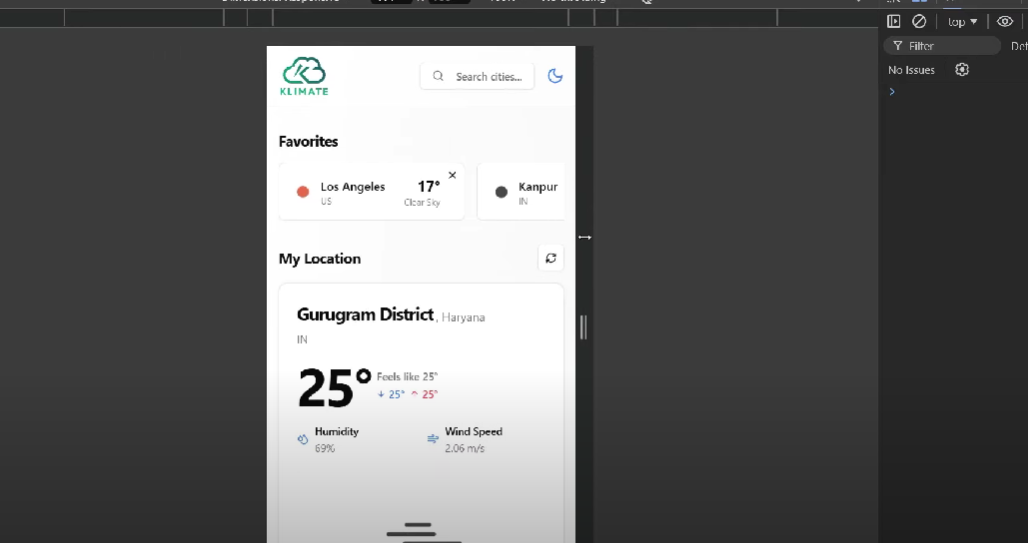 top
Filter
No Issues
KLIMATE
Search cities...
Favorites
Los Angeles
US
17°
Clear Sky
Kanpur
IN
My Location
Gurugram District, Haryana
IN
25°
Feels like 25°
↓ 25° ↑ 25°
Humidity
69%
Wind Speed
2.06 m/s